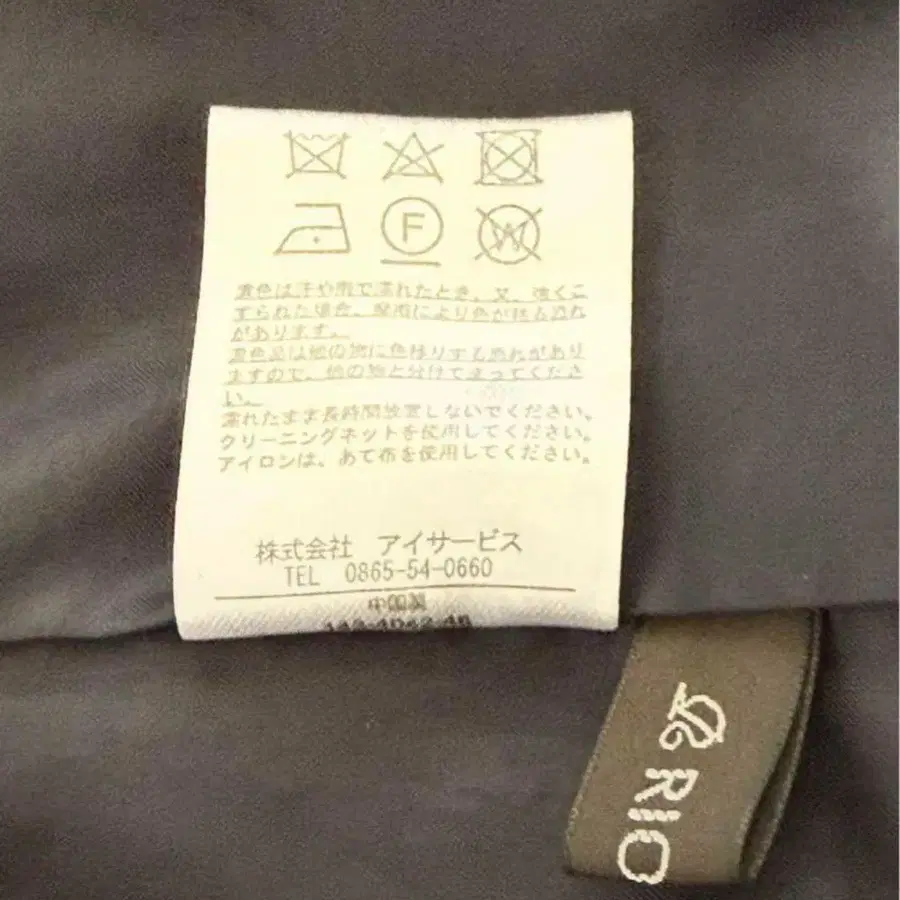 F
W
濃色は汗や雨で濡れたとき、又、強くこ
すられた場合、摩擦により色が移る恐れ
があります。
濃色品は他の物に色移りする恐れがあり
ますので、他の物と分けて洗ってくださ
い。
濡れたまま長時間放置しないでください。
クリーニングネットを使用してください。
アイロンは、あて布を使用してください。
株式会社 アイサービス
TEL 0865-54-0660
中国製
RIO